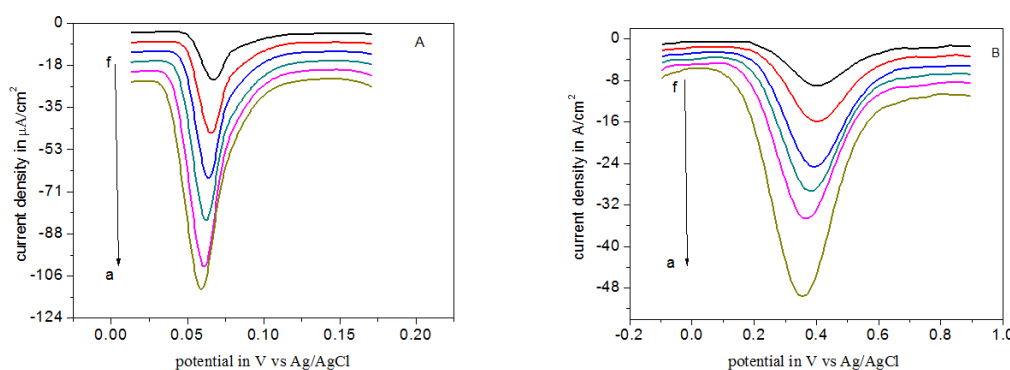 0
-18
-35
-53
-71
-88
-106
-124
0.00
0.05
0.10
0.15
0.20
current density in µA/cm2
potential in V vs Ag/AgCl
A
f
a
0
-8
-16
-24
-32
-40
-48
-0.2
0.0
0.2
0.4
0.6
0.8
1.0
current density in A/cm2
potential in V vs Ag/AgCl
B
f
a